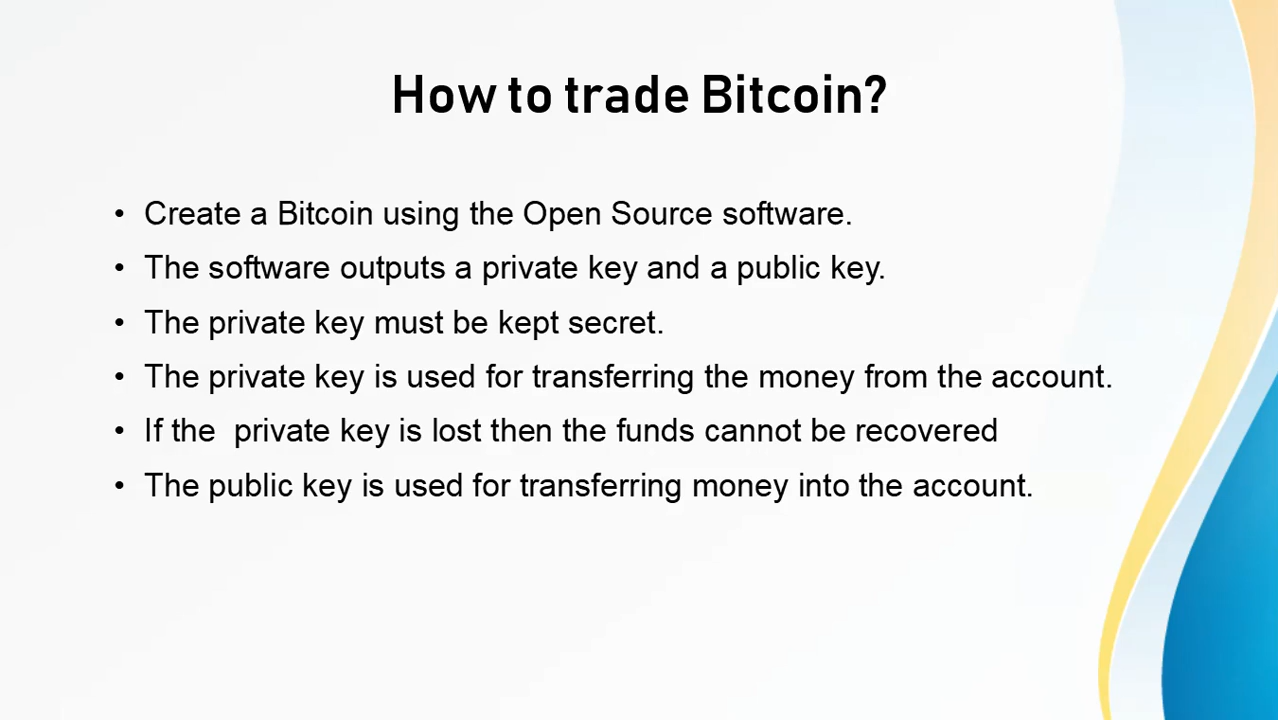 How to trade Bitcoin?
• Create a Bitcoin using the Open Source software.
• The software outputs a private key and a public key.
• The private key must be kept secret.
• The private key is used for transferring the money from the account.
• If the  private key is lost then the funds cannot be recovered
• The public key is used for transferring money into the account.